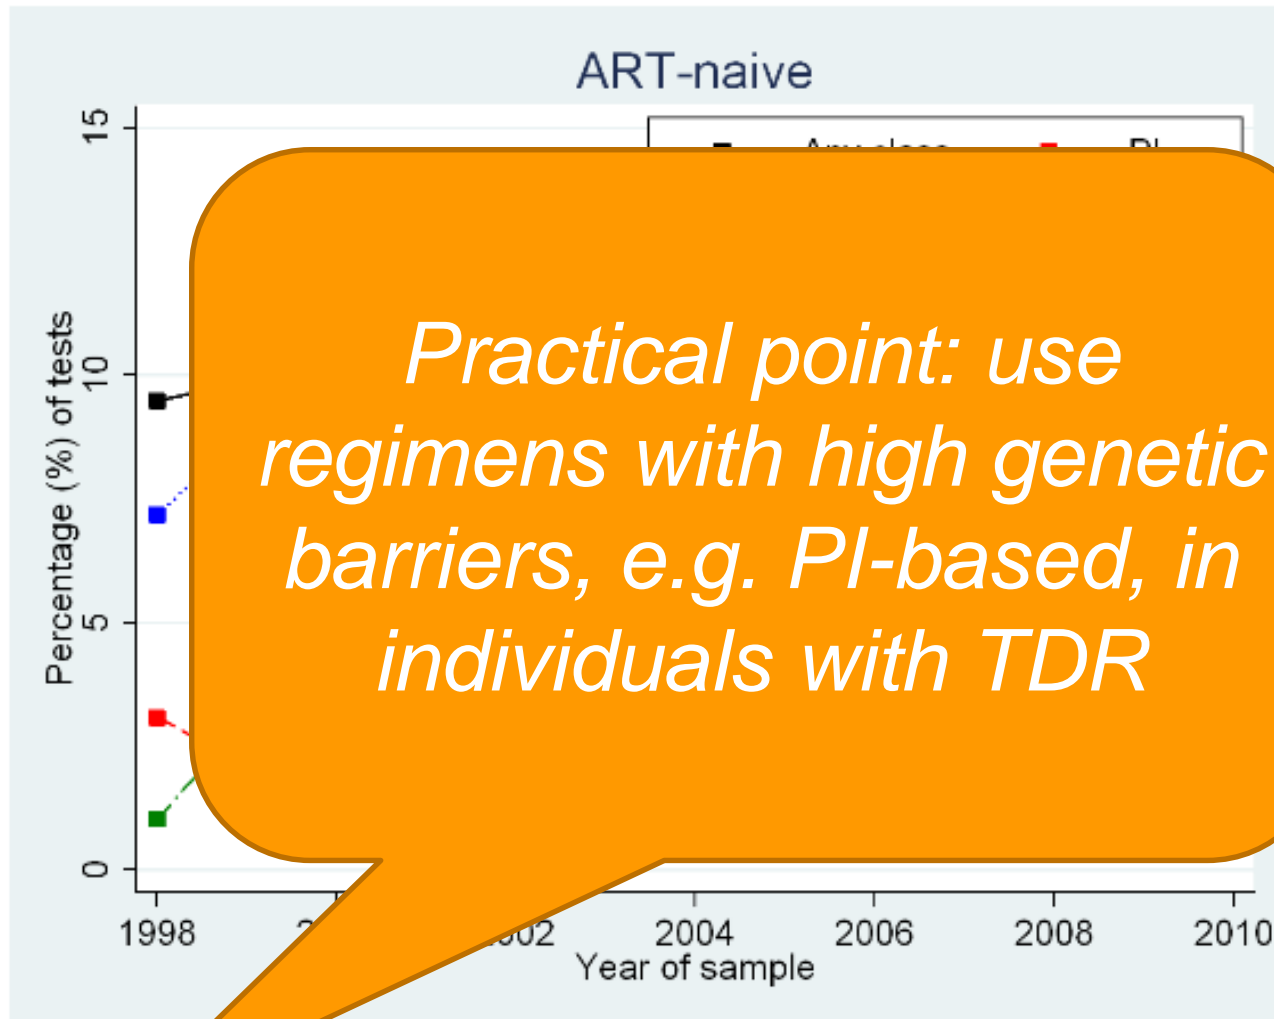 ART-naive
15
10
5
0
Percentage (%) of tests
Practical point: use
regimens with high genetic
barriers, e.g. PI-based, in
individuals with TDR
1998
2004
2006
2008
2010
Year of sample